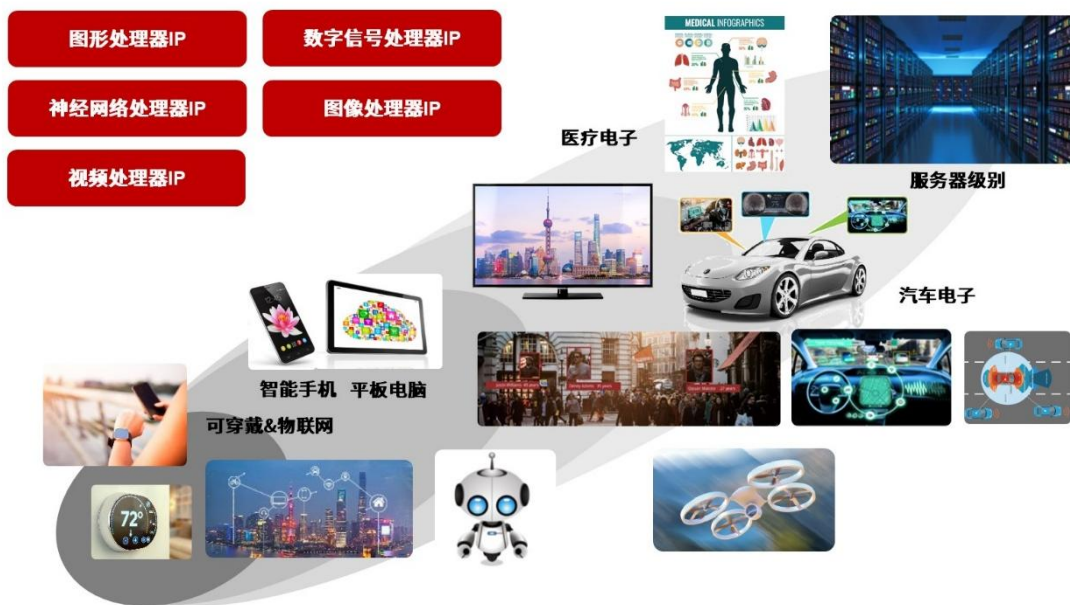 图形处理器IP
数字信号处理器IP
神经网络处理器IP
图像处理器IP
视频处理器IP
MEDICAL INFOGRAPHICS
医疗电子
服务器级别
汽车电子
智能手机
平板电脑
可穿戴&物联网
72°